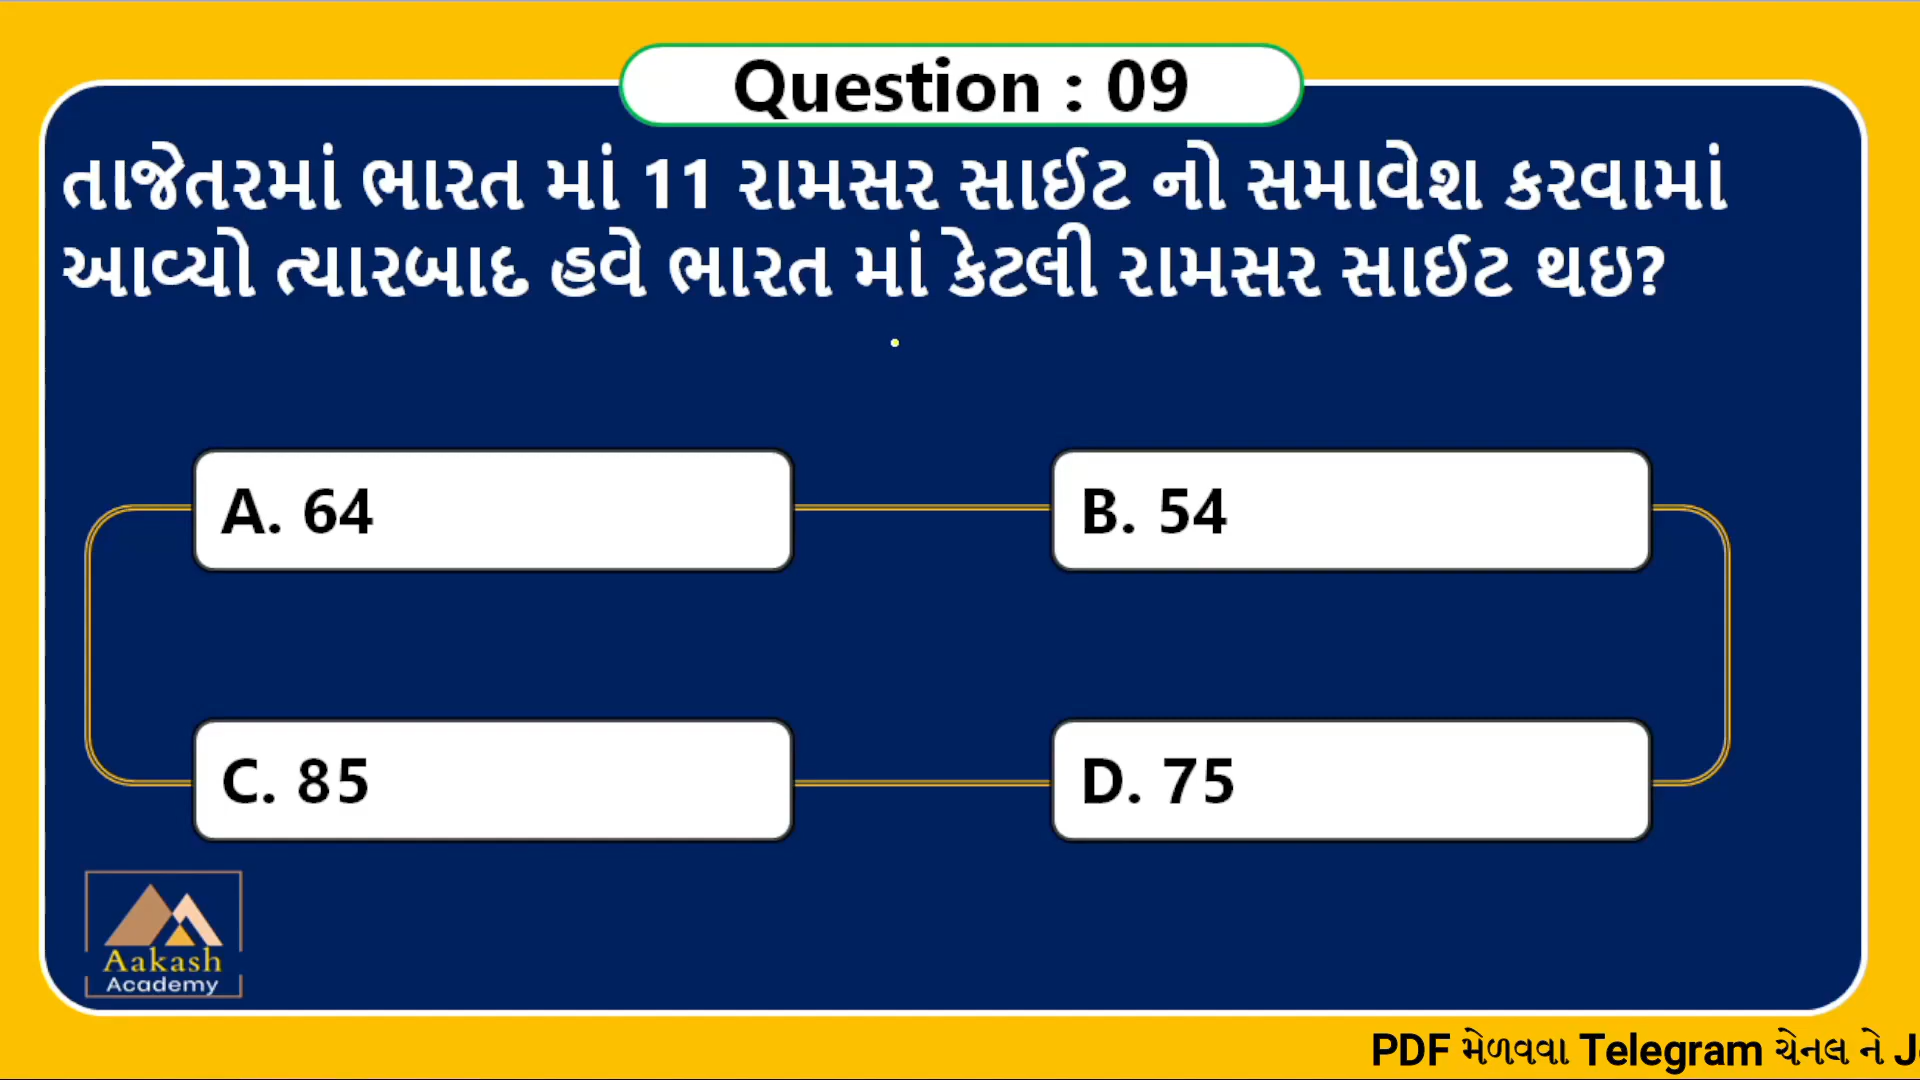 Question : 09
તાજેતરમાં ભારત માં 11 રામસર સાઈટ નો સમાવેશ કરવામાં
આવ્યો ત્યારબાદ હવે ભારત માં કેટલી રામસર સાઈટ થઇ?
A. 64
B. 54
C. 85
D. 75
Aakash
Academy
PDF મેળવવા Telegram ચેનલ ને